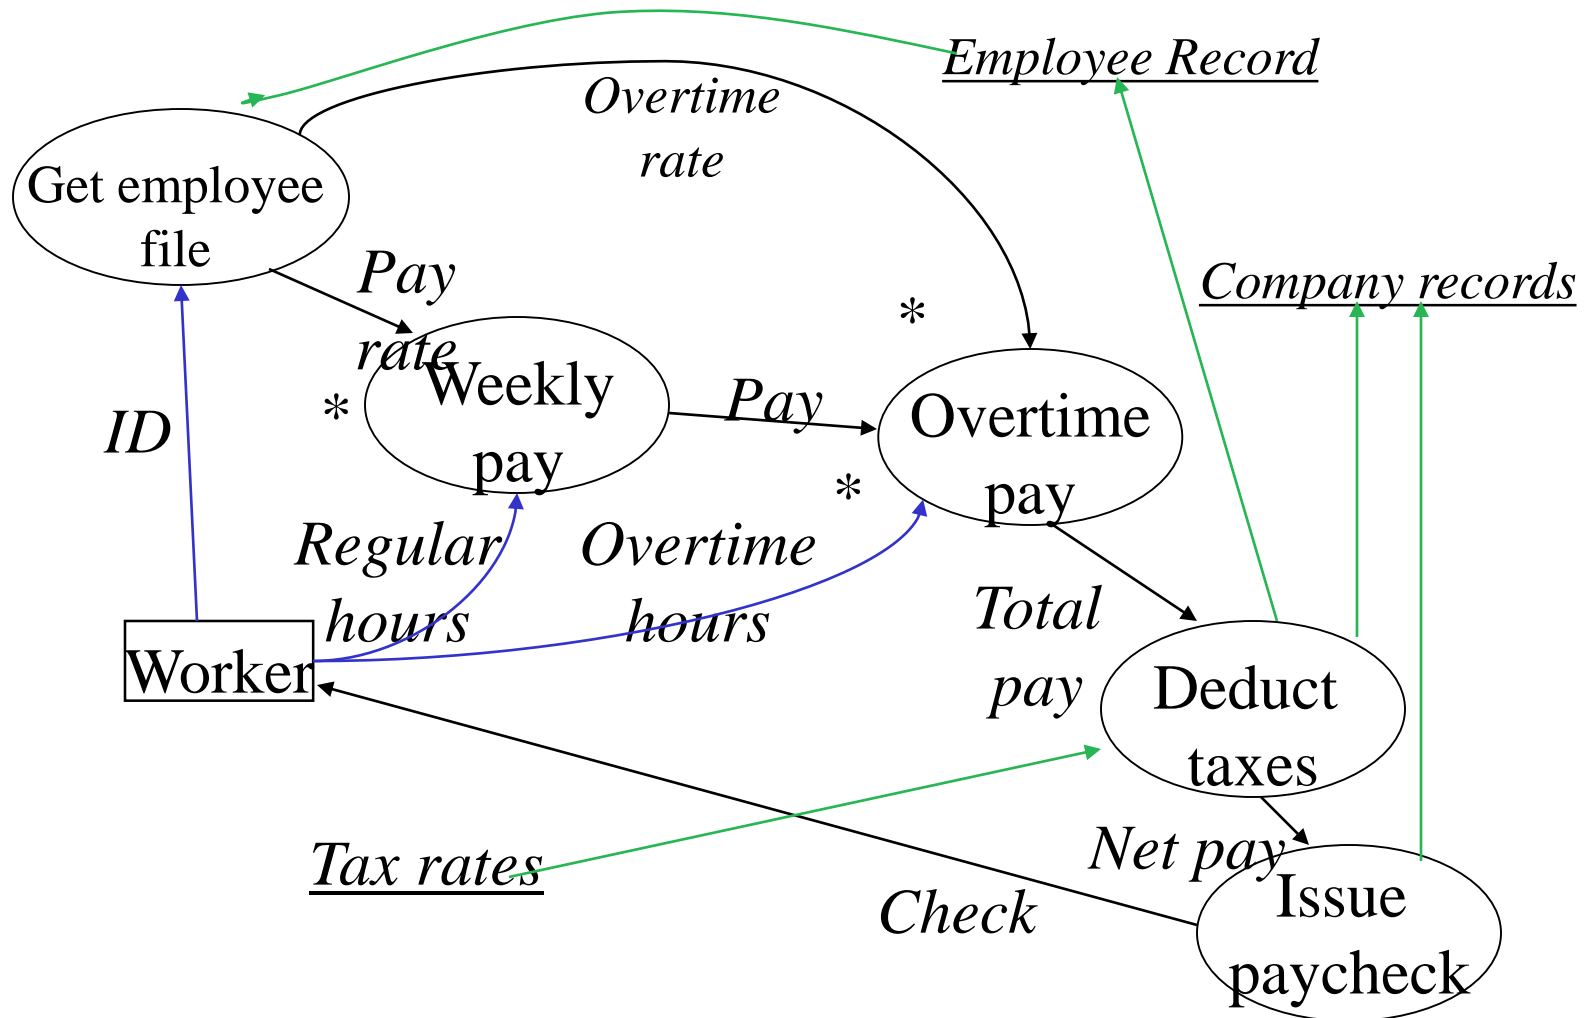 Employee Record
Overtime
rate
Get employee
file
Pay
rate
Company records
*
Weekly
pay
*
Pay
Overtime
pay
*
ID
Regular
hours
Overtime
hours
Total
pay
Worker
Deduct
taxes
Tax rates
Net pay
Check
Issue
paycheck